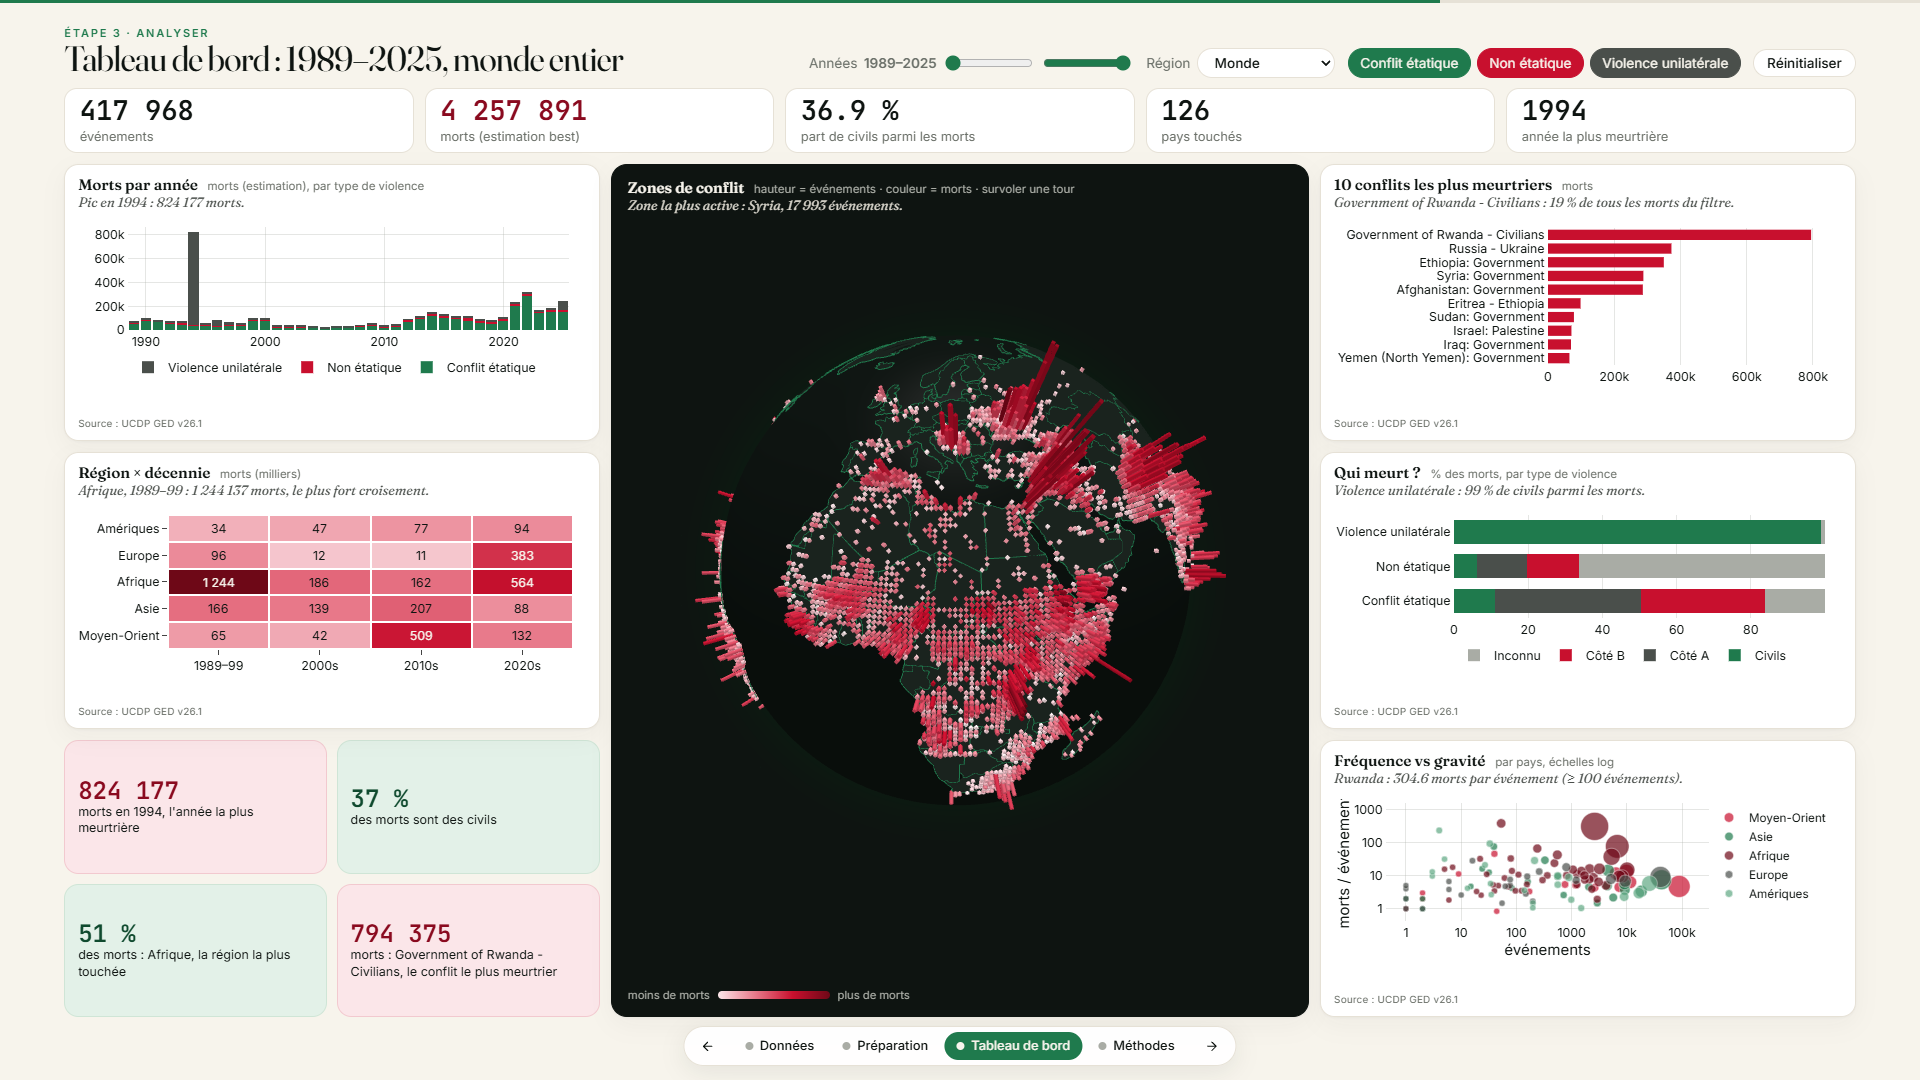 ÉTAPE 3 · ANALYSER
Tableau de bord : 1989–2025, monde entier
Années 1989–2025
Région
Monde
Conflit étatique
Non étatique
Violence unilatérale
Réinitialiser
417 968
événements
4 257 891
morts (estimation best)
36.9 %
part de civils parmi les morts
126
pays touchés
1994
année la plus meurtrière
Morts par année morts (estimation), par type de violence
Pic en 1994 : 824 177 morts.
800k
600k
400k
200k
0
1990 2000 2010 2020
Violence unilatérale Non étatique Conflit étatique
Source : UCDP GED v26.1
Région × décennie morts (milliers)
Afrique, 1989–99 : 1 244 137 morts, le plus fort croisement.
Amériques 34 47 77 94
Europe 96 12 11 383
Afrique 1 244 186 162 564
Asie 166 139 207 88
Moyen-Orient 65 42 509 132
1989–99 2000s 2010s 2020s
Source : UCDP GED v26.1
824 177
morts en 1994, l'année la plus
meurtrière
37 %
des morts sont des civils
51 %
des morts : Afrique, la région la plus
touchée
794 375
morts : Government of Rwanda -
Civilians, le conflit le plus meurtrier
Zones de conflit hauteur = événements · couleur = morts · survoler une tour
Zone la plus active : Syria, 17 993 événements.
moins de morts plus de morts
10 conflits les plus meurtriers morts
Government of Rwanda - Civilians : 19 % de tous les morts du filtre.
Government of Rwanda - Civilians
Russia - Ukraine
Ethiopia: Government
Syria: Government
Afghanistan: Government
Eritrea - Ethiopia
Sudan: Government
Israel: Palestine
Iraq: Government
Yemen (North Yemen): Government
0 200k 400k 600k 800k
Source : UCDP GED v26.1
Qui meurt ? % des morts, par type de violence
Violence unilatérale : 99 % de civils parmi les morts.
Violence unilatérale
Non étatique
Conflit étatique
0 20 40 60 80
Inconnu Côté B Côté A Civils
Source : UCDP GED v26.1
Fréquence vs gravité par pays, échelles log
Rwanda : 304.6 morts par événement (≥ 100 événements).
morts / événemen
1000
100
10
1
1 10 100 1000 10k 100k
événements
Moyen-Orient
Asie
Afrique
Europe
Amériques
Source : UCDP GED v26.1
← Données Préparation Tableau de bord Méthodes →